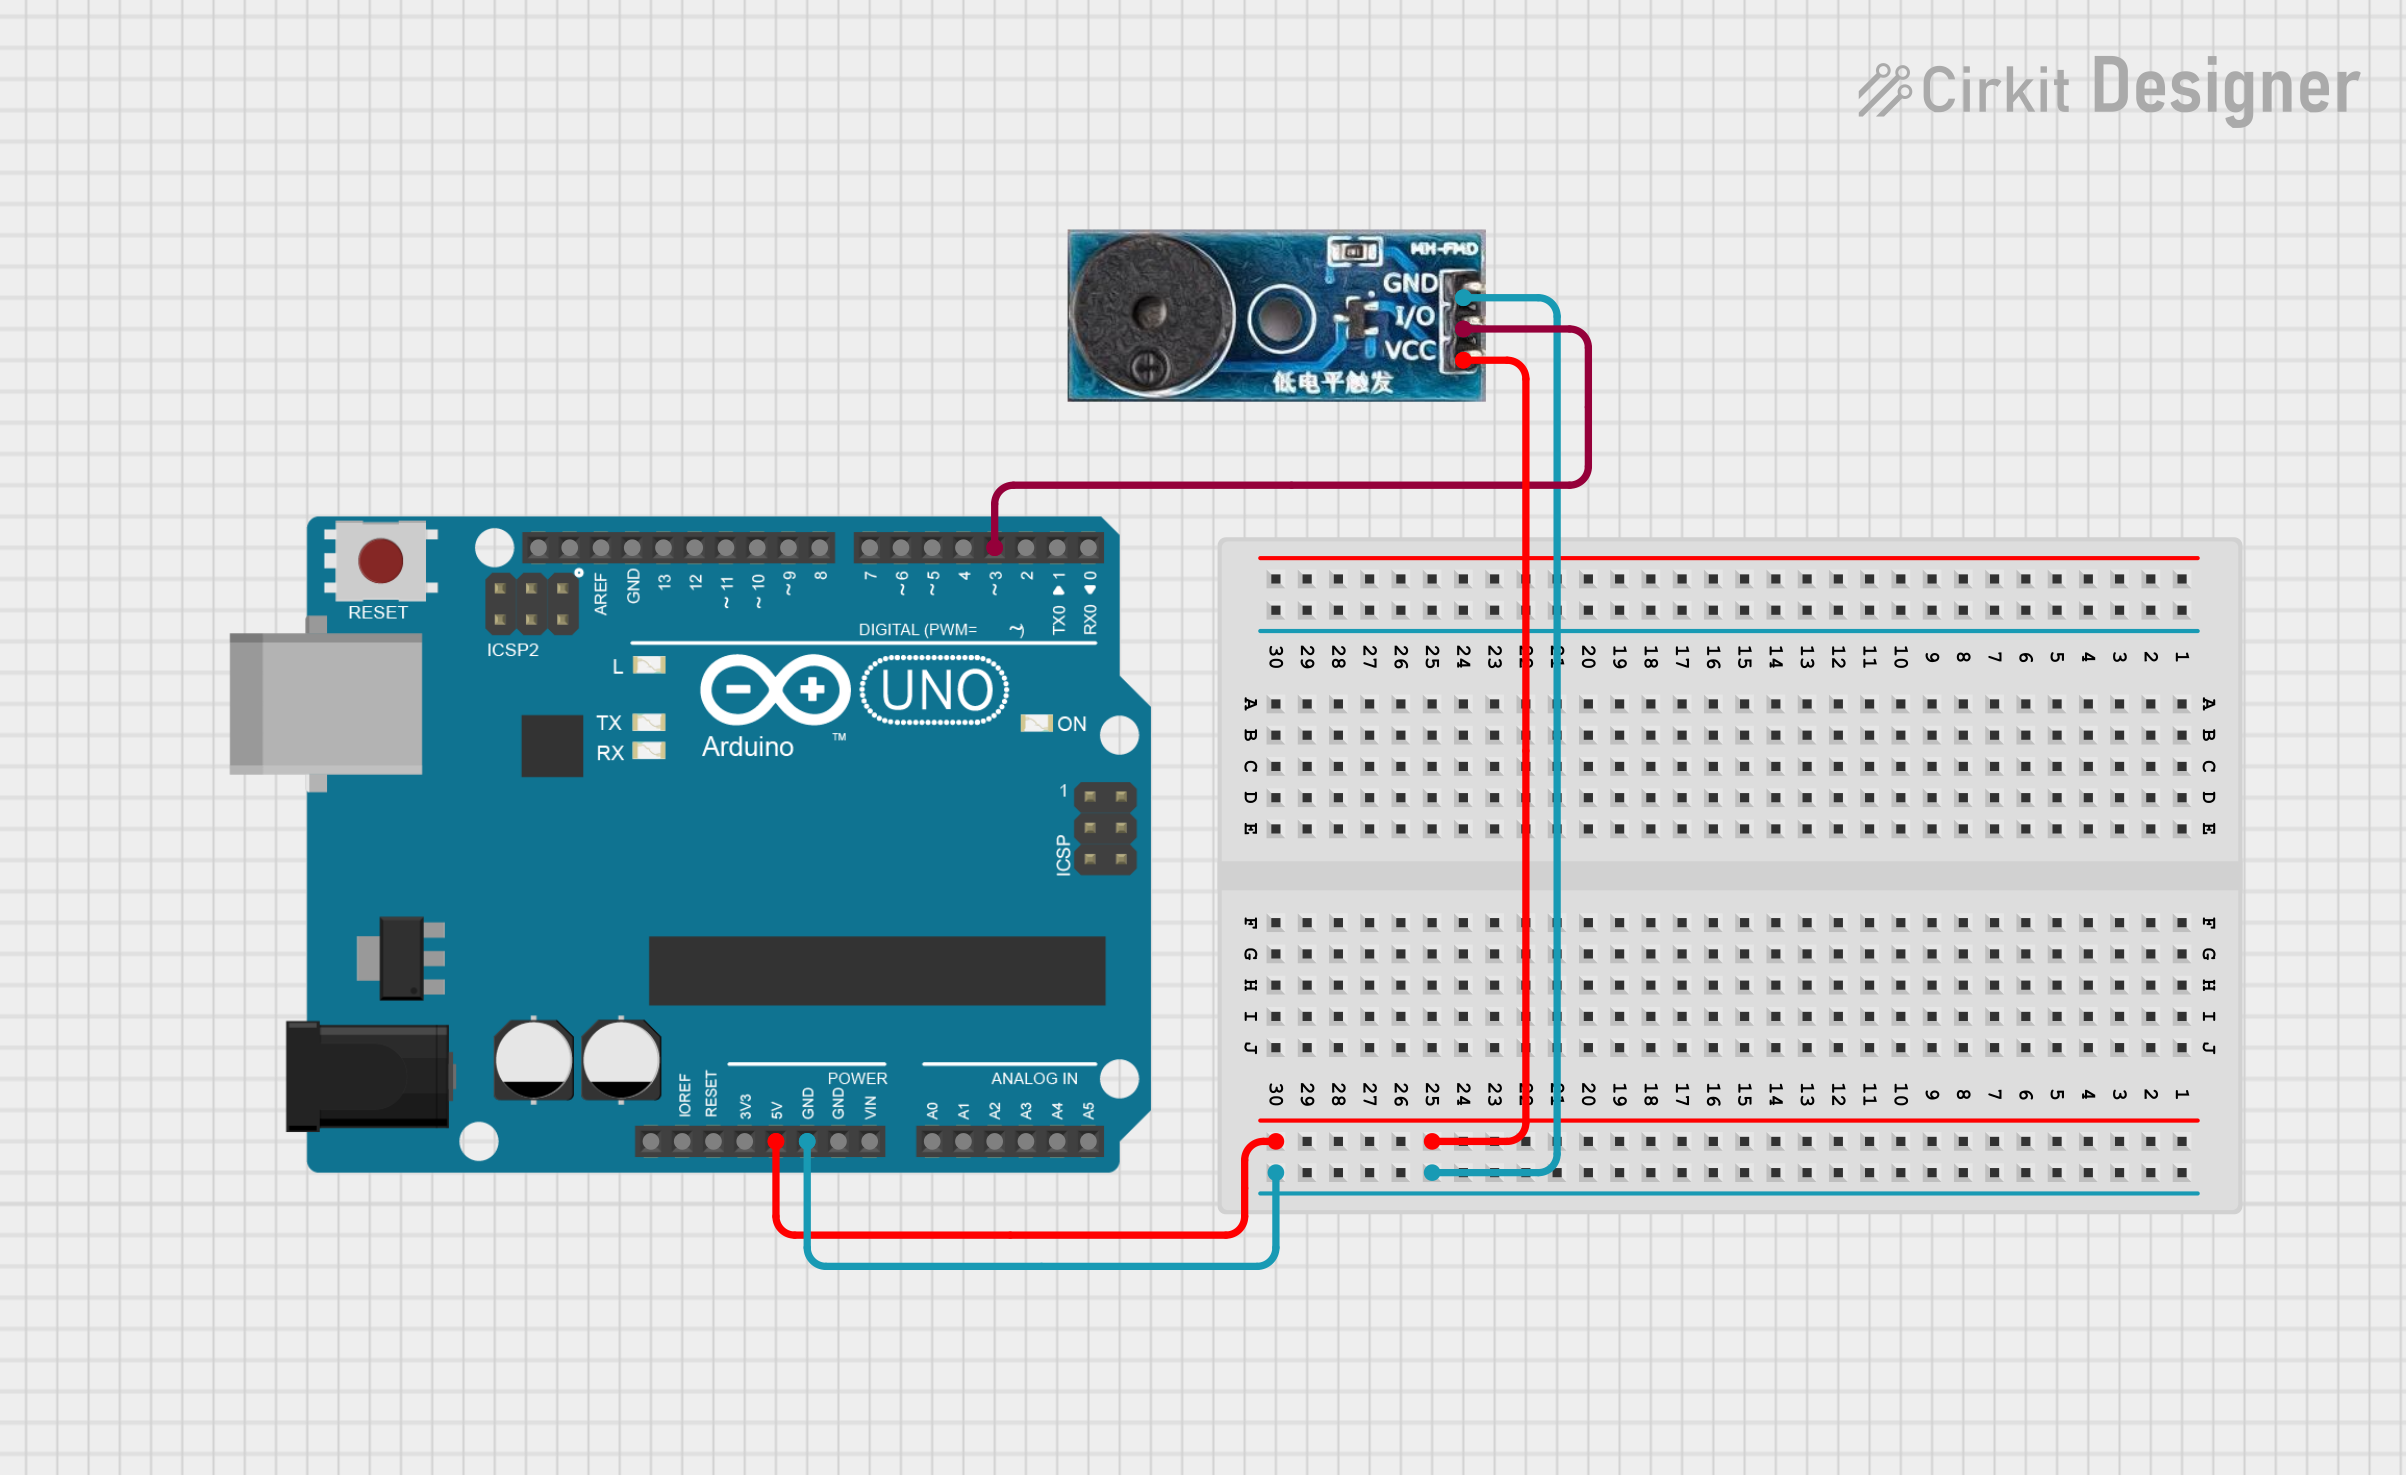 Cirkit Designer
MH-FMD
GND
I/O
VCC
低电平触发
RESET
ICSP2
AREF
GND
13
12
~11
~10
~9
8
7
~6
~5
4
~3
2
TX0 ▶ 1
RX0 ◀ 0
DIGITAL (PWM= ~)
L
TX
RX
Arduino ™
UNO
ON
1
ICSP
POWER
ANALOG IN
IOREF
RESET
3V3
5V
GND
GND
VIN
A0
A1
A2
A3
A4
A5
30 29 28 27 26 25 24 23 22 21 20 19 18 17 16 15 14 13 12 11 10 9 8 7 6 5 4 3 2 1
A A
B B
C C
D D
E E
F F
G G
H H
I I
J J
30 29 28 27 26 25 24 23 22 21 20 19 18 17 16 15 14 13 12 11 10 9 8 7 6 5 4 3 2 1